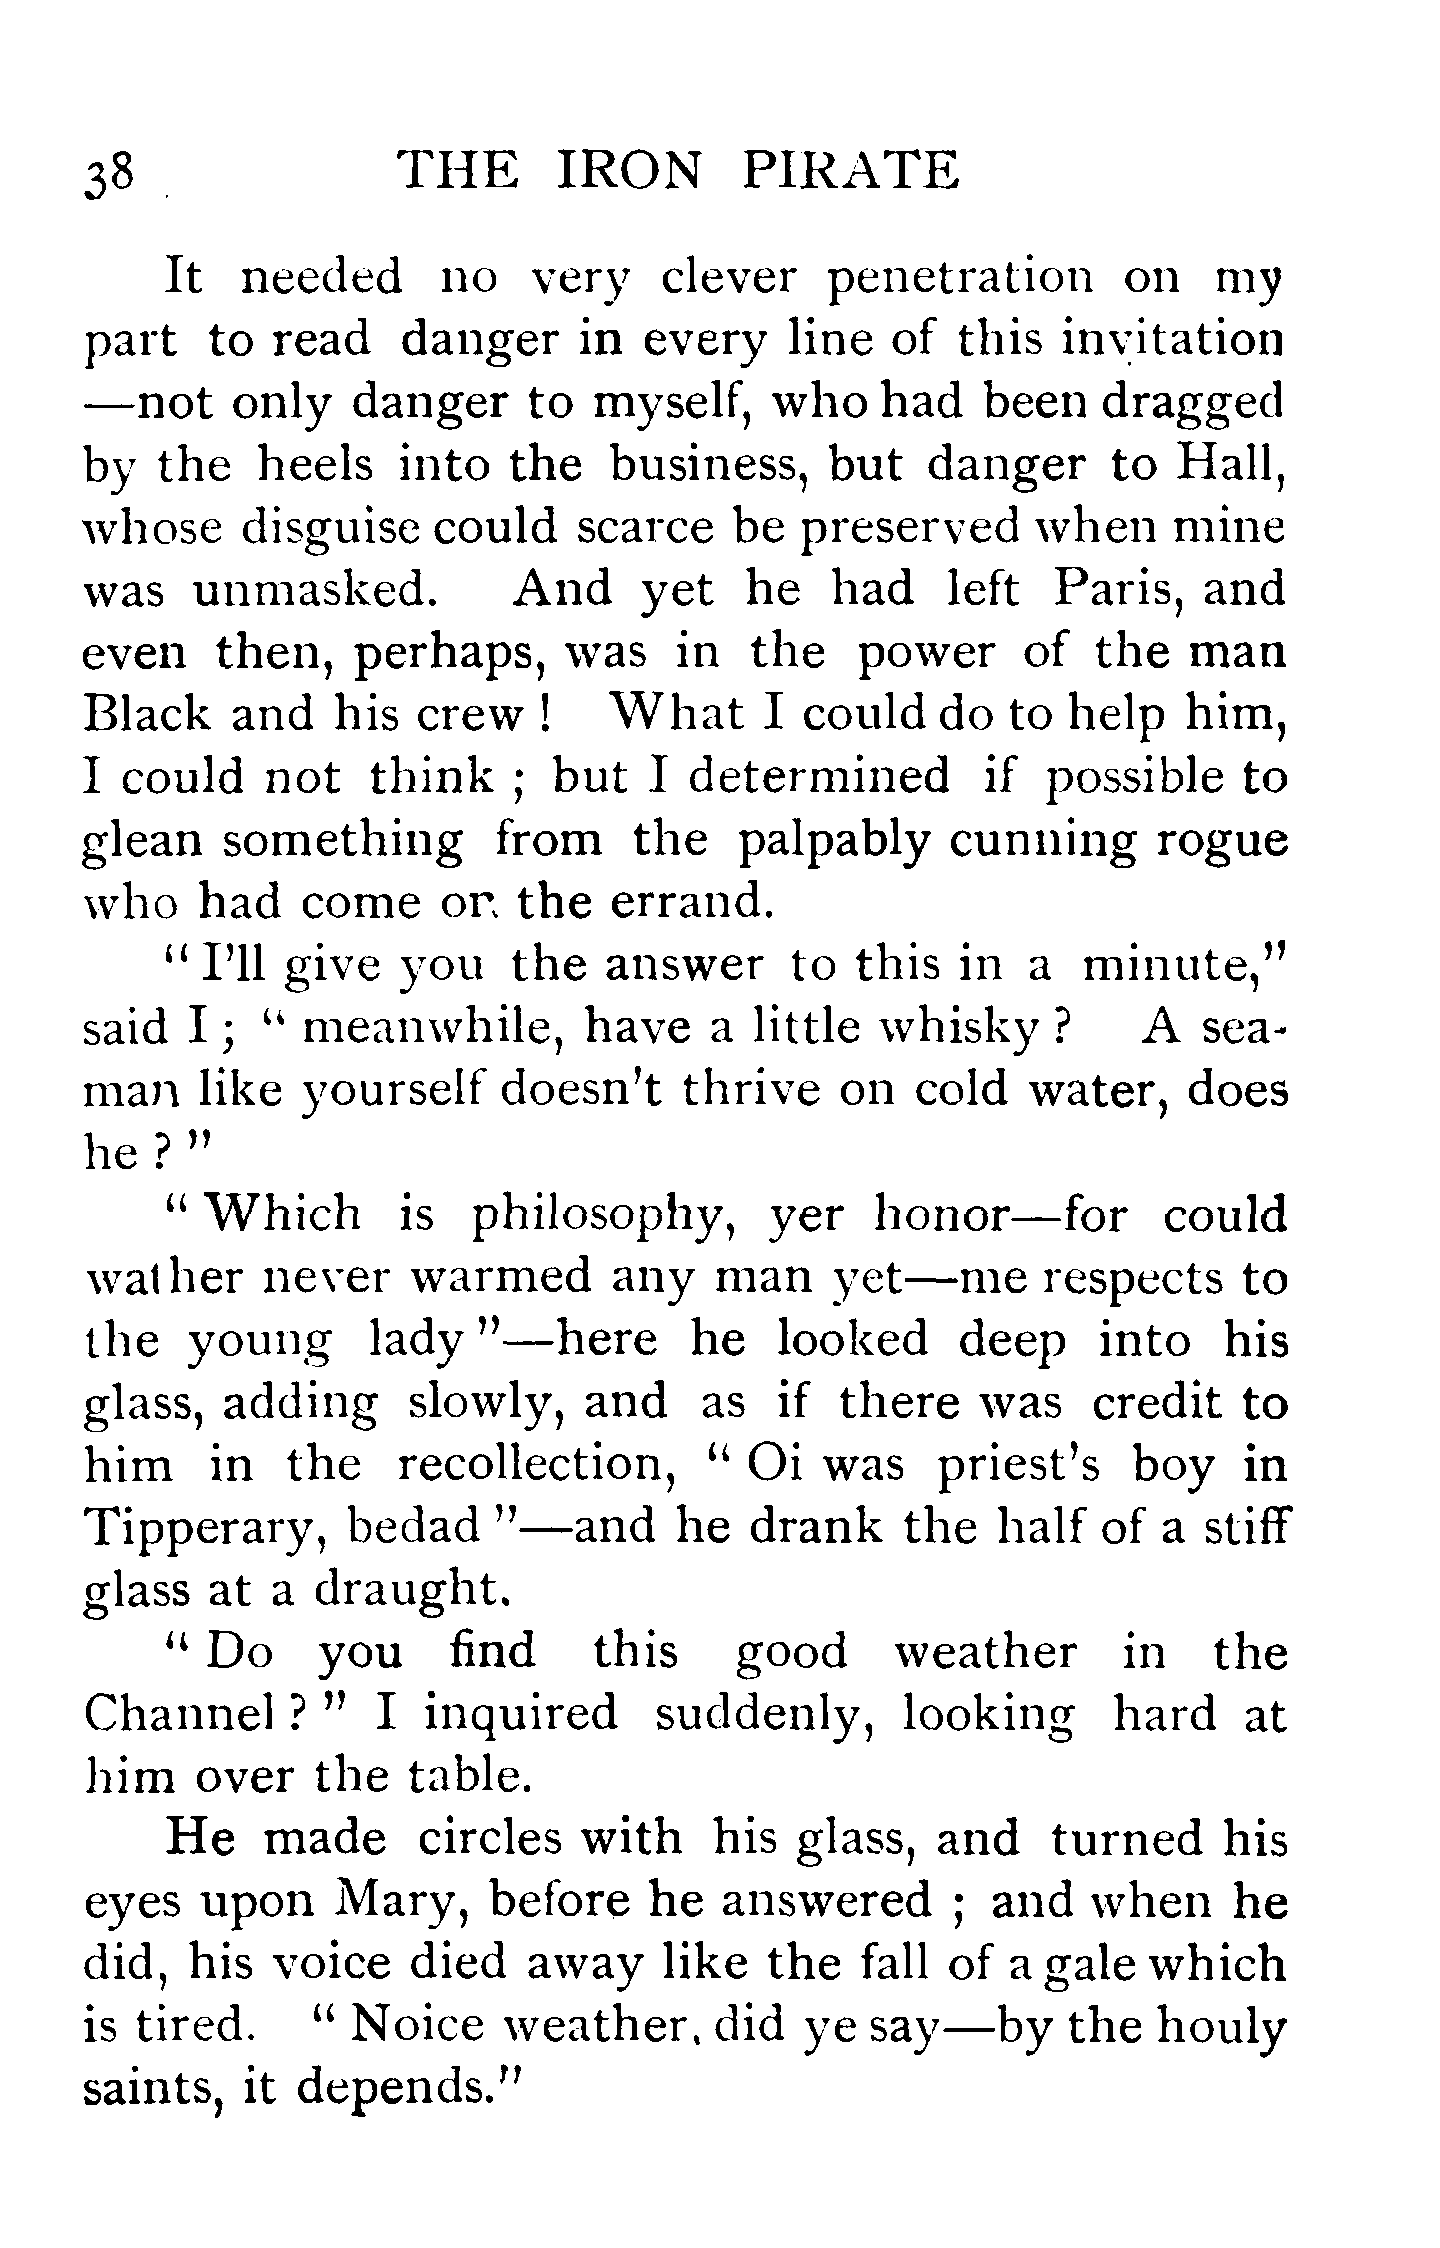 38 THE IRON PIRATE
It needed no very clever penetration on my
part to read danger in every line of this invitation
—not only danger to myself, who had been dragged
by the heels into the business, but danger to Hall,
whose disguise could scarce be preserved when mine
was unmasked. And yet he had left Paris, and
even then, perhaps, was in the power of the man
Black and his crew! What I could do to help him,
I could not think; but I determined if possible to
glean something from the palpably cunning rogue
who had come on the errand.
"I'll give you the answer to this in a minute,"
said I; "meanwhile, have a little whisky? A sea-
man like yourself doesn't thrive on cold water, does
he?"
"Which is philosophy, yer honor—for could
wather never warmed any man yet—me respects to
the young lady"—here he looked deep into his
glass, adding slowly, and as if there was credit to
him in the recollection, "Oi was priest's boy in
Tipperary, bedad"—and he drank the half of a stiff
glass at a draught.
"Do you find this good weather in the
Channel?" I inquired suddenly, looking hard at
him over the table.
He made circles with his glass, and turned his
eyes upon Mary, before he answered; and when he
did, his voice died away like the fall of a gale which
is tired. "Noice weather, did ye say—by the houly
saints, it depends."